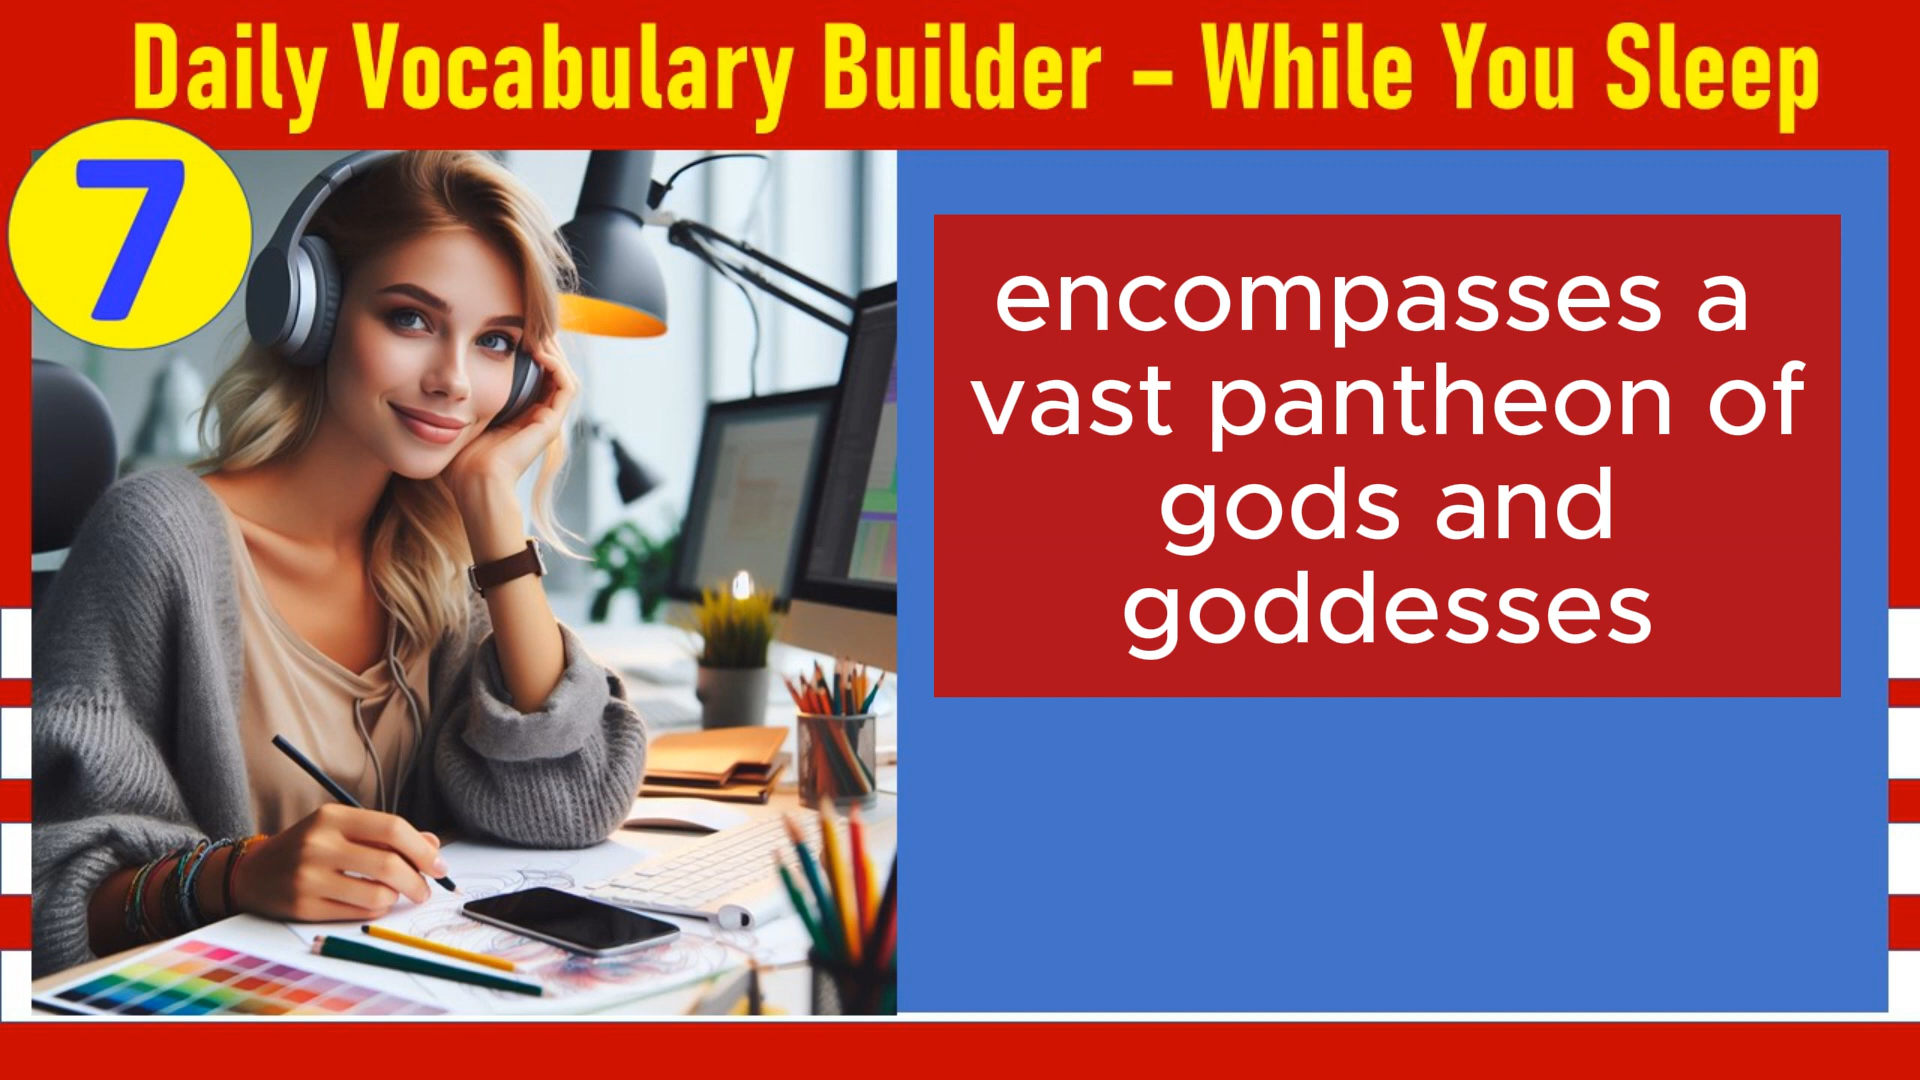 Daily Vocabulary Builder – While You Sleep
7
encompasses a
vast pantheon of
gods and
goddesses